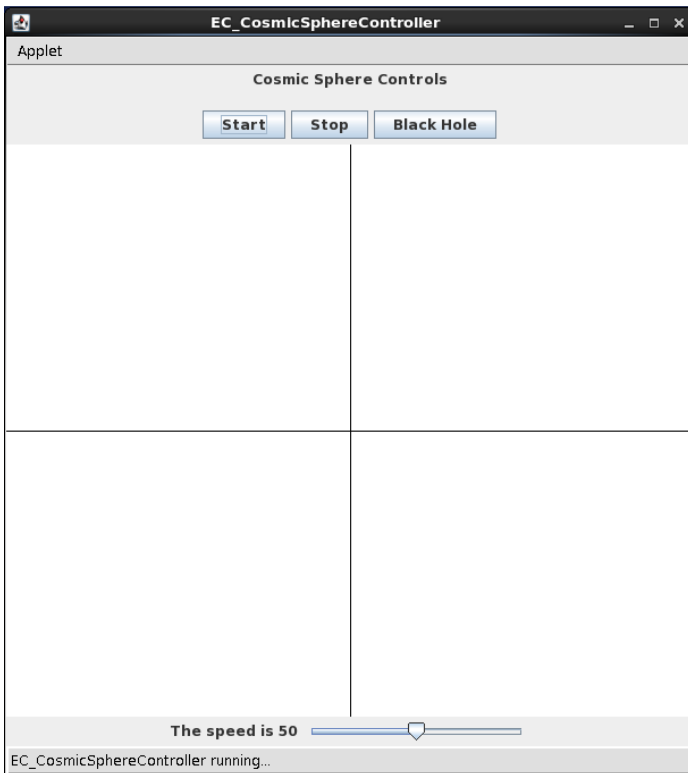 EC_CosmicSphereController
Applet
Cosmic Sphere Controls
Start Stop Black Hole
The speed is 50
EC_CosmicSphereController running...